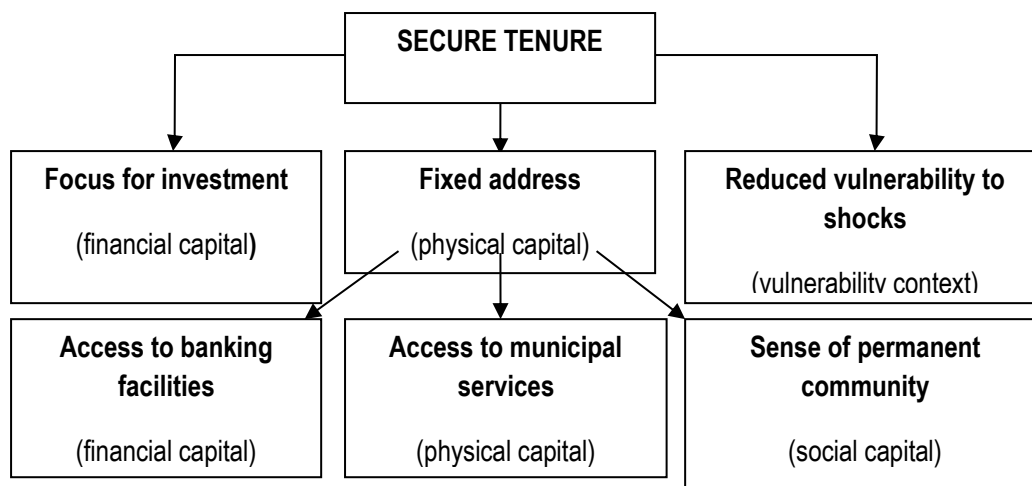 SECURE TENURE
Focus for investment
(financial capital)
Fixed address
(physical capital)
Reduced vulnerability to
shocks
(vulnerability context)
Access to banking
facilities
(financial capital)
Access to municipal
services
(physical capital)
Sense of permanent
community
(social capital)